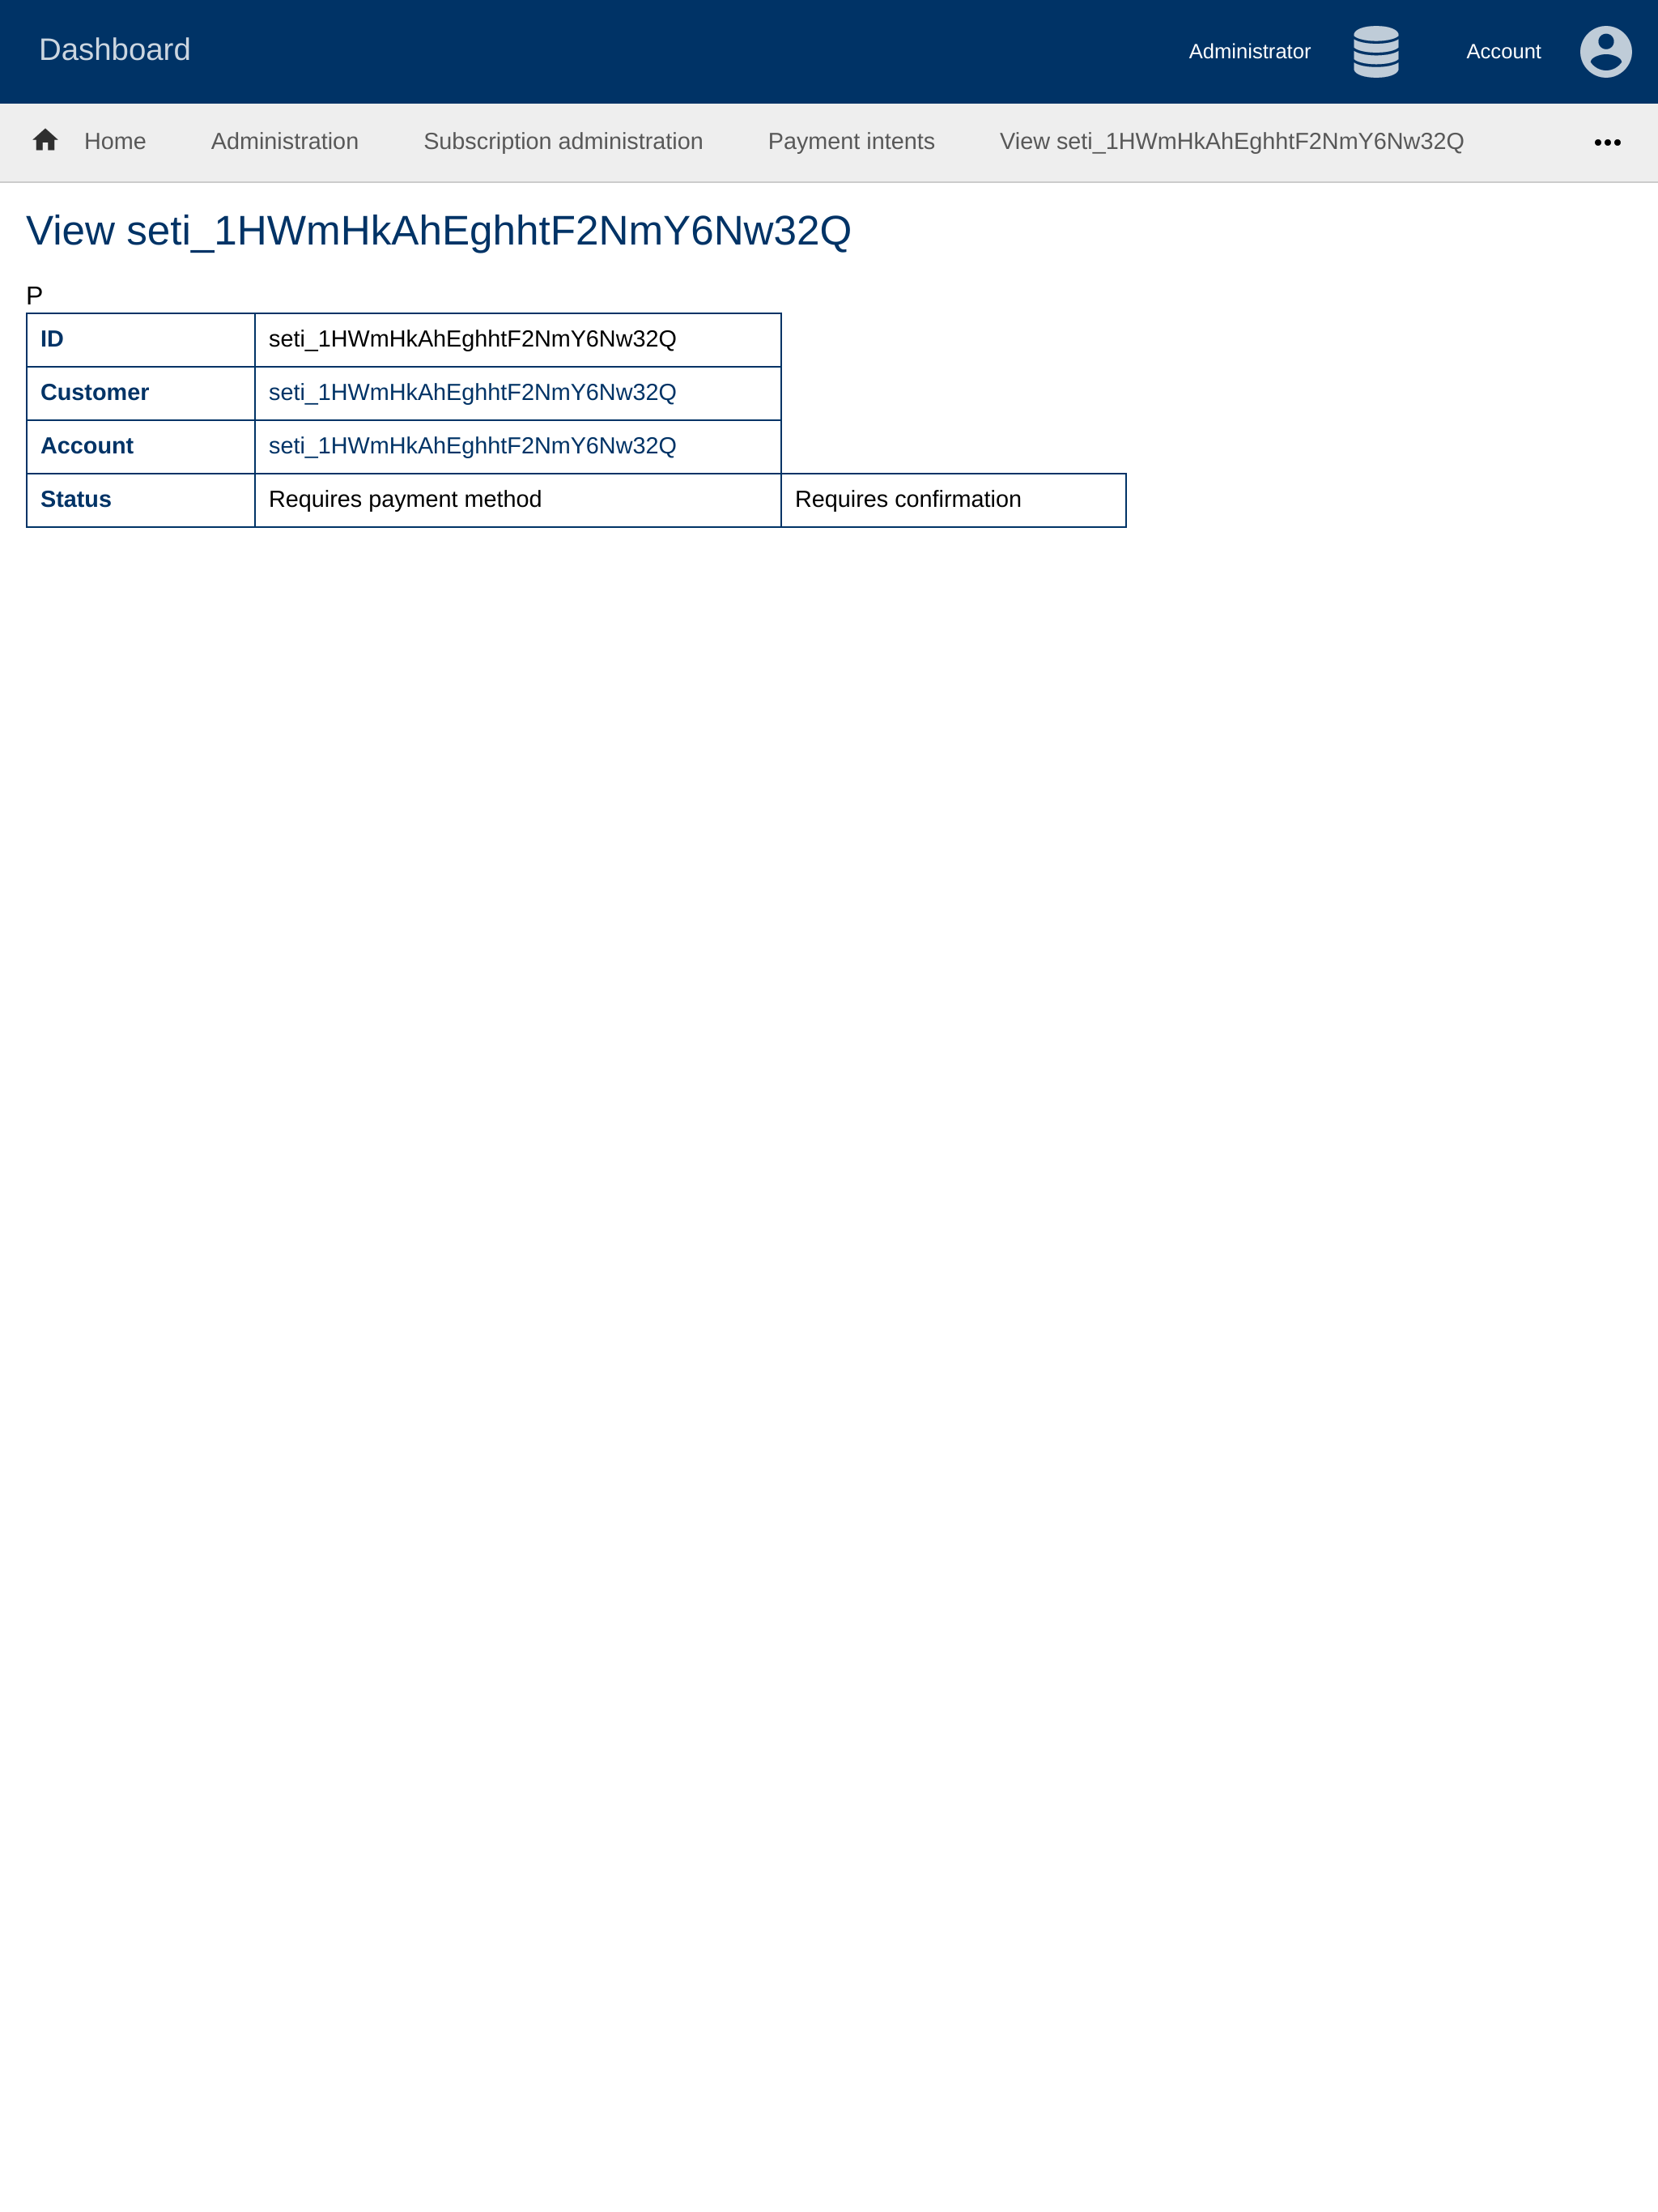 Dashboard Administrator Account
Home Administration Subscription administration Payment intents View seti_1HWmHkAhEghhtF2NmY6Nw32Q •••
View seti_1HWmHkAhEghhtF2NmY6Nw32Q
P
ID seti_1HWmHkAhEghhtF2NmY6Nw32Q
Customer seti_1HWmHkAhEghhtF2NmY6Nw32Q
Account seti_1HWmHkAhEghhtF2NmY6Nw32Q
Status Requires payment method Requires confirmation